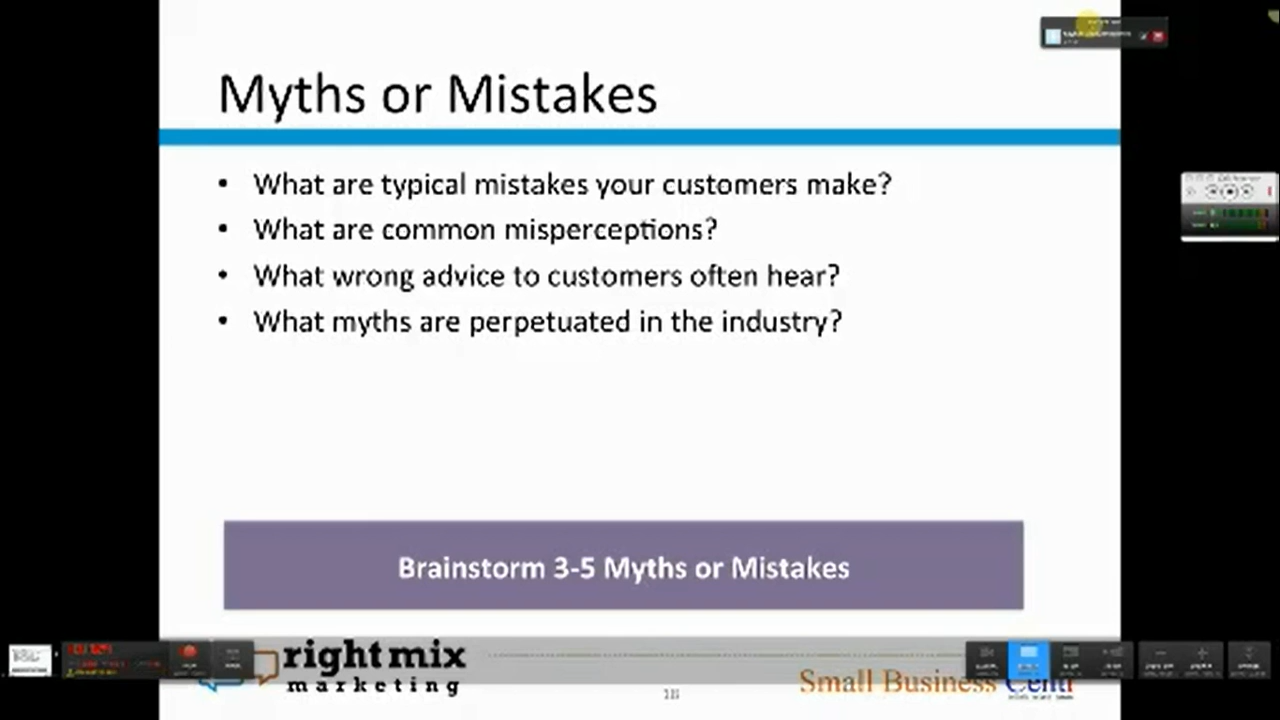 Myths or Mistakes
• What are typical mistakes your customers make?
• What are common misperceptions?
• What wrong advice to customers often hear?
• What myths are perpetuated in the industry?
Brainstorm 3-5 Myths or Mistakes
right mix
marketing
18
Small Business